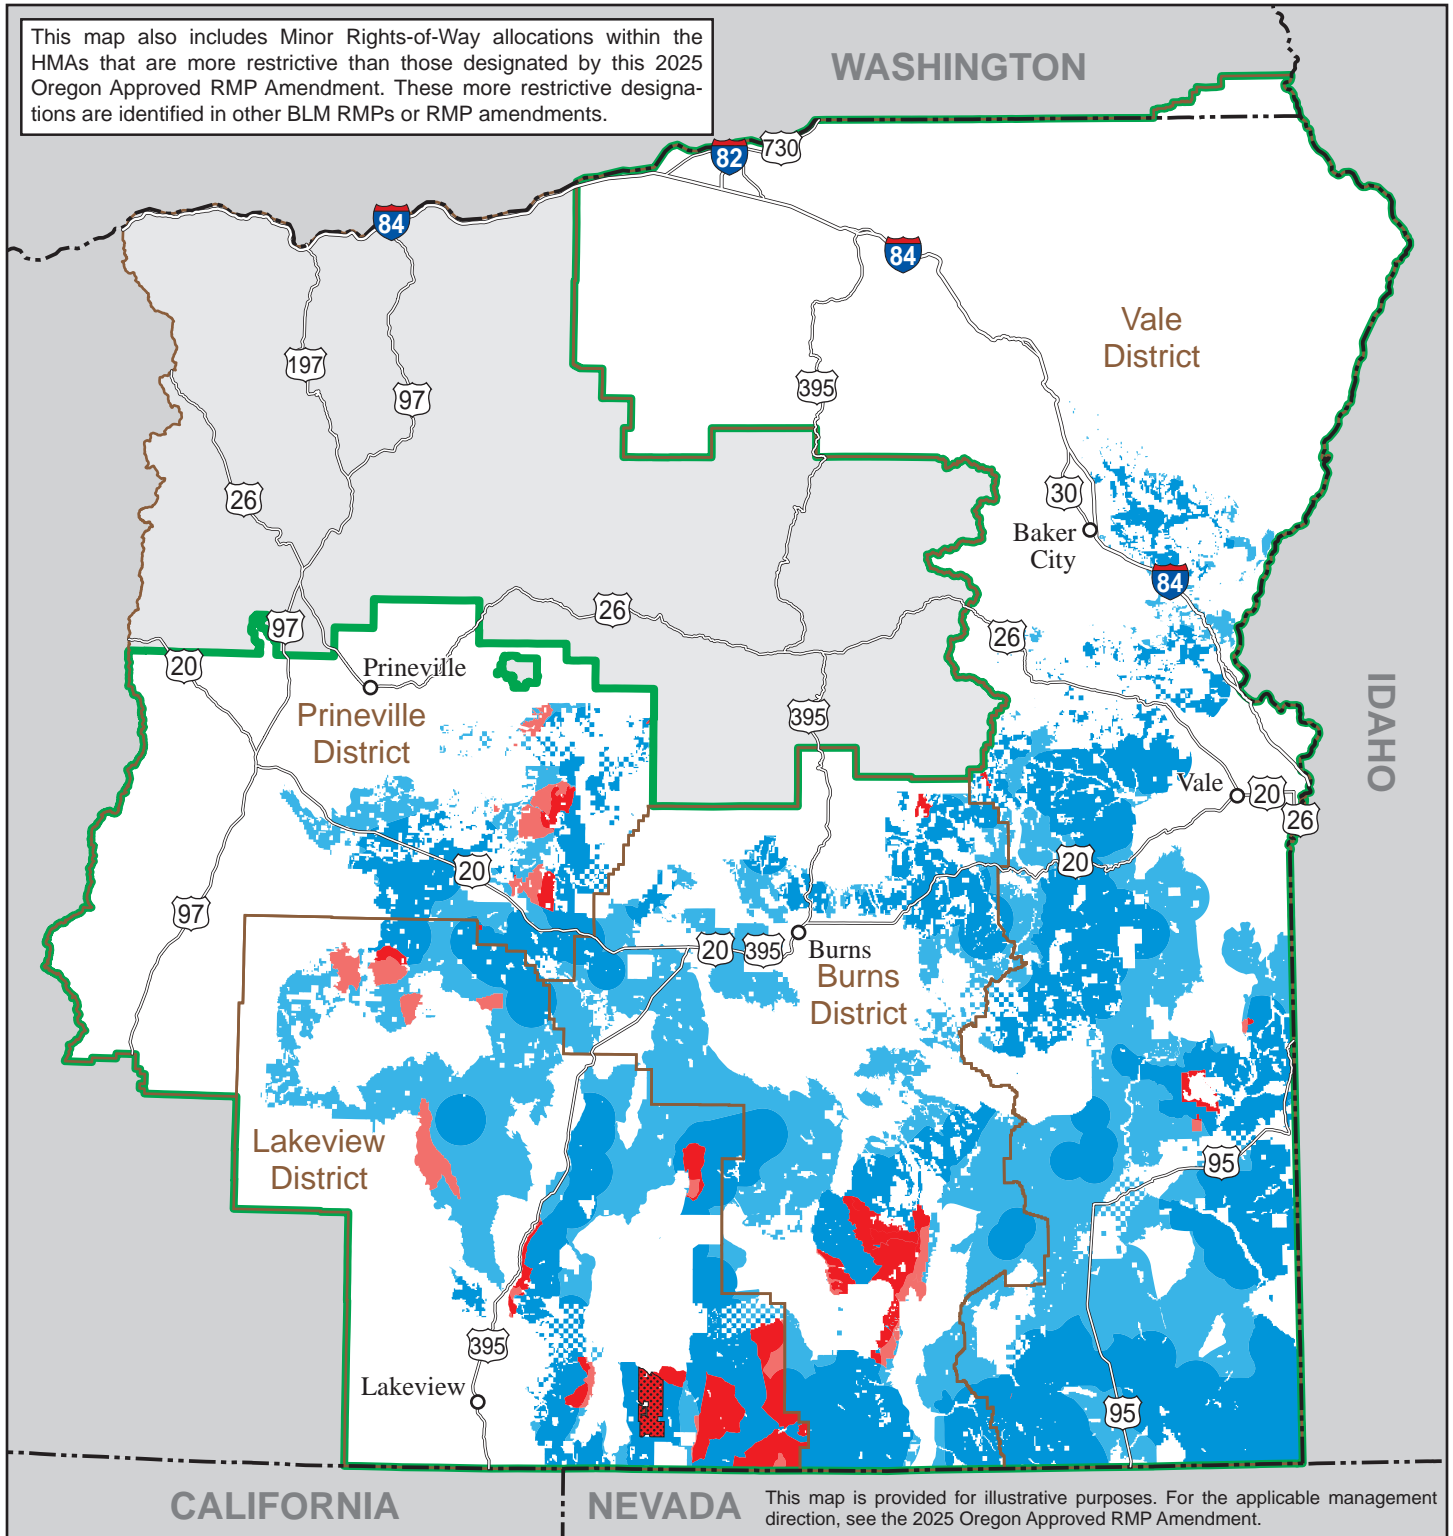 This map also includes Minor Rights-of-Way allocations within the
HMAs that are more restrictive than those designated by this 2025
Oregon Approved RMP Amendment. These more restrictive designa-
tions are identified in other BLM RMPs or RMP amendments.
WASHINGTON
82
730
84
84
Vale
District
197
97
395
26
30
Baker
City
84
97
26
26
20
Prineville
IDAHO
Prineville
District
395
Vale
20
26
20
20
97
20
395
Burns
Burns
District
Lakeview
District
95
395
Lakeview
95
CALIFORNIA
NEVADA
This map is provided for illustrative purposes. For the applicable management
direction, see the 2025 Oregon Approved RMP Amendment.